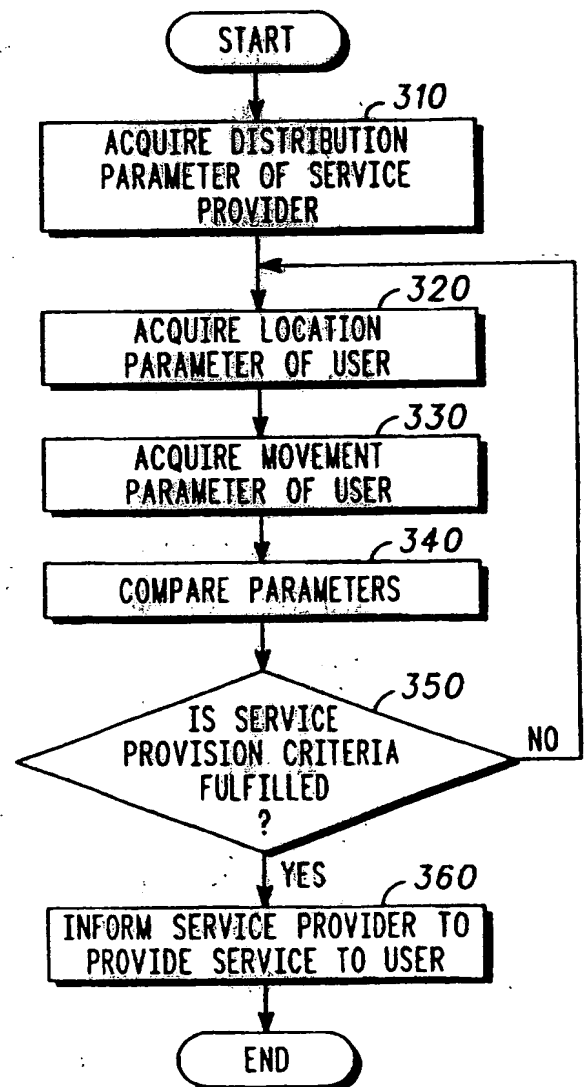 START
310
ACQUIRE DISTRIBUTION
PARAMETER OF SERVICE
PROVIDER
320
ACQUIRE LOCATION
PARAMETER OF USER
330
ACQUIRE MOVEMENT
PARAMETER OF USER
340
COMPARE PARAMETERS
350
IS SERVICE
PROVISION CRITERIA
FULFILLED
?
NO
YES
360
INFORM SERVICE PROVIDER TO
PROVIDE SERVICE TO USER
END